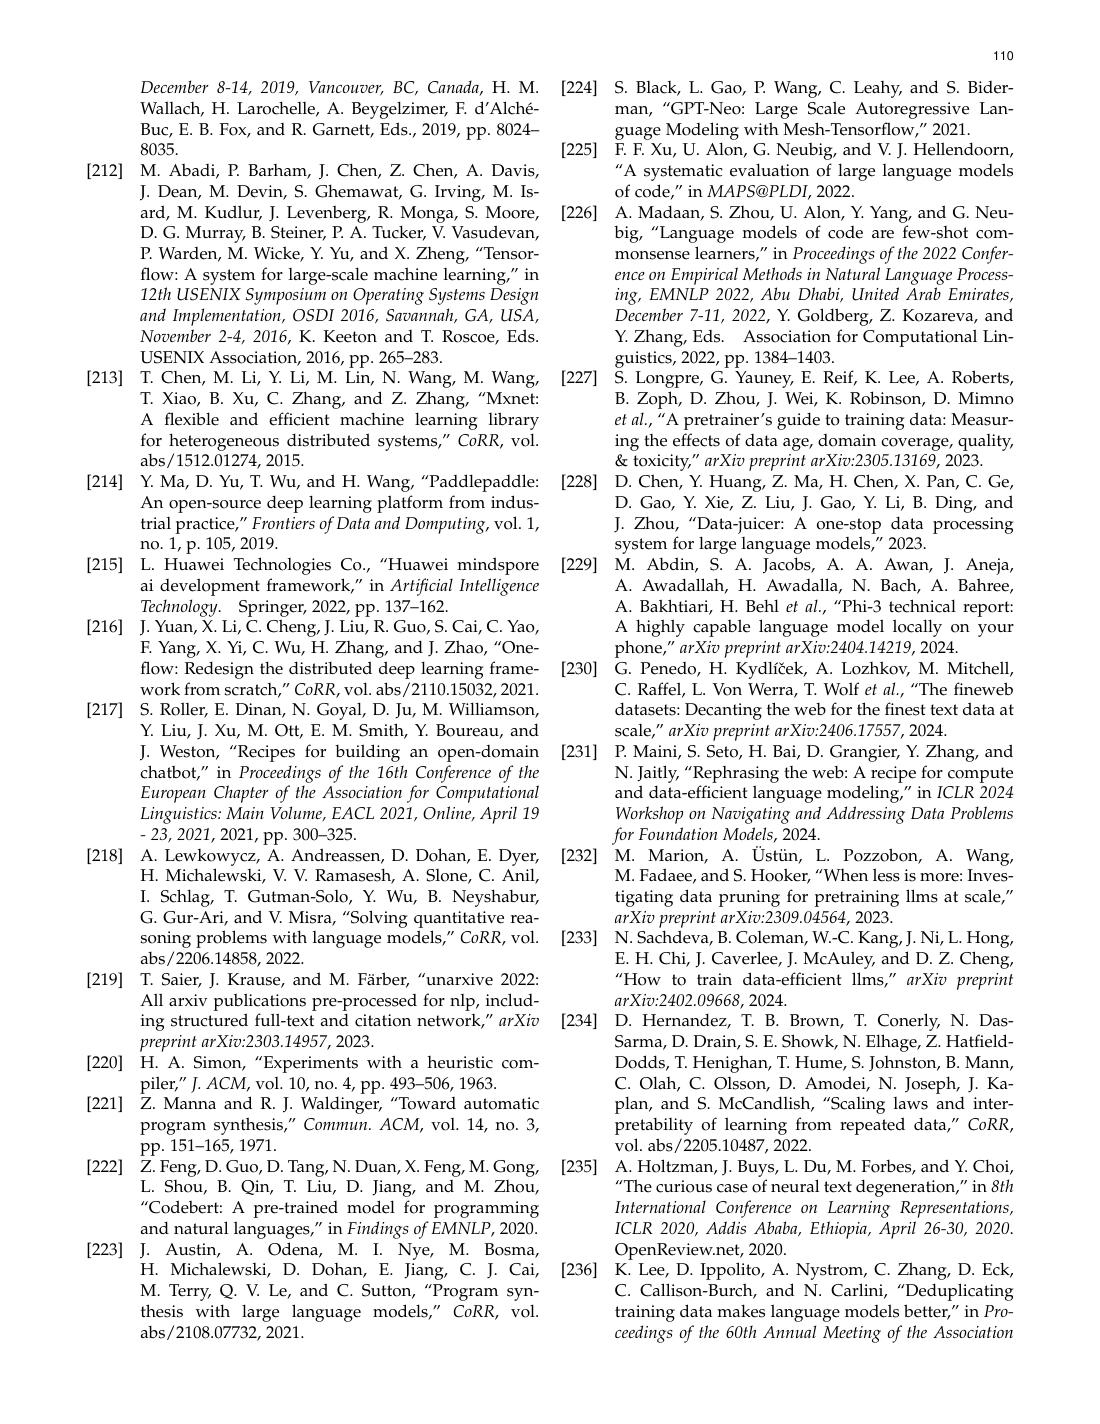 110
December 8-14, 2019, Vancouver, BC, Canada, H. M.
Wallach, H. Larochelle, A. Beygelzimer, F. d'Alché-
Buc, E. B. Fox, and R. Garnett, Eds., 2019, pp. 8024–
8035.
[212] M. Abadi, P. Barham, J. Chen, Z. Chen, A. Davis,
J. Dean, M. Devin, S. Ghemawat, G. Irving, M. Is-
ard, M. Kudlur, J. Levenberg, R. Monga, S. Moore,
D. G. Murray, B. Steiner, P. A. Tucker, V. Vasudevan,
P. Warden, M. Wicke, Y. Yu, and X. Zheng, “Tensor-
flow: A system for large-scale machine learning,” in
12th USENIX Symposium on Operating Systems Design
and Implementation, OSDI 2016, Savannah, GA, USA,
November 2-4, 2016, K. Keeton and T. Roscoe, Eds.
USENIX Association, 2016, pp. 265–283.
[213] T. Chen, M. Li, Y. Li, M. Lin, N. Wang, M. Wang,
T. Xiao, B. Xu, C. Zhang, and Z. Zhang, “Mxnet:
A flexible and efficient machine learning library
for heterogeneous distributed systems,” CoRR, vol.
abs/1512.01274, 2015.
[214] Y. Ma, D. Yu, T. Wu, and H. Wang, “Paddlepaddle:
An open-source deep learning platform from indus-
trial practice,” Frontiers of Data and Domputing, vol. 1,
no. 1, p. 105, 2019.
[215] L. Huawei Technologies Co., “Huawei mindspore
ai development framework,” in Artificial Intelligence
Technology. Springer, 2022, pp. 137–162.
[216] J. Yuan, X. Li, C. Cheng, J. Liu, R. Guo, S. Cai, C. Yao,
F. Yang, X. Yi, C. Wu, H. Zhang, and J. Zhao, “One-
flow: Redesign the distributed deep learning frame-
work from scratch,” CoRR, vol. abs/2110.15032, 2021.
[217] S. Roller, E. Dinan, N. Goyal, D. Ju, M. Williamson,
Y. Liu, J. Xu, M. Ott, E. M. Smith, Y. Boureau, and
J. Weston, “Recipes for building an open-domain
chatbot,” in Proceedings of the 16th Conference of the
European Chapter of the Association for Computational
Linguistics: Main Volume, EACL 2021, Online, April 19
- 23, 2021, 2021, pp. 300–325.
[218] A. Lewkowycz, A. Andreassen, D. Dohan, E. Dyer,
H. Michalewski, V. V. Ramasesh, A. Slone, C. Anil,
I. Schlag, T. Gutman-Solo, Y. Wu, B. Neyshabur,
G. Gur-Ari, and V. Misra, “Solving quantitative rea-
soning problems with language models,” CoRR, vol.
abs/2206.14858, 2022.
[219] T. Saier, J. Krause, and M. Färber, “unarxive 2022:
All arxiv publications pre-processed for nlp, includ-
ing structured full-text and citation network,” arXiv
preprint arXiv:2303.14957, 2023.
[220] H. A. Simon, “Experiments with a heuristic com-
piler,” J. ACM, vol. 10, no. 4, pp. 493–506, 1963.
[221] Z. Manna and R. J. Waldinger, “Toward automatic
program synthesis,” Commun. ACM, vol. 14, no. 3,
pp. 151–165, 1971.
[222] Z. Feng, D. Guo, D. Tang, N. Duan, X. Feng, M. Gong,
L. Shou, B. Qin, T. Liu, D. Jiang, and M. Zhou,
“Codebert: A pre-trained model for programming
and natural languages,” in Findings of EMNLP, 2020.
[223] J. Austin, A. Odena, M. I. Nye, M. Bosma,
H. Michalewski, D. Dohan, E. Jiang, C. J. Cai,
M. Terry, Q. V. Le, and C. Sutton, “Program syn-
thesis with large language models,” CoRR, vol.
abs/2108.07732, 2021.
[224] S. Black, L. Gao, P. Wang, C. Leahy, and S. Bider-
man, “GPT-Neo: Large Scale Autoregressive Lan-
guage Modeling with Mesh-Tensorflow,” 2021.
[225] F. F. Xu, U. Alon, G. Neubig, and V. J. Hellendoorn,
“A systematic evaluation of large language models
of code,” in MAPS@PLDI, 2022.
[226] A. Madaan, S. Zhou, U. Alon, Y. Yang, and G. Neu-
big, “Language models of code are few-shot com-
monsense learners,” in Proceedings of the 2022 Confer-
ence on Empirical Methods in Natural Language Process-
ing, EMNLP 2022, Abu Dhabi, United Arab Emirates,
December 7-11, 2022, Y. Goldberg, Z. Kozareva, and
Y. Zhang, Eds. Association for Computational Lin-
guistics, 2022, pp. 1384–1403.
[227] S. Longpre, G. Yauney, E. Reif, K. Lee, A. Roberts,
B. Zoph, D. Zhou, J. Wei, K. Robinson, D. Mimno
et al., “A pretrainer's guide to training data: Measur-
ing the effects of data age, domain coverage, quality,
& toxicity,” arXiv preprint arXiv:2305.13169, 2023.
[228] D. Chen, Y. Huang, Z. Ma, H. Chen, X. Pan, C. Ge,
D. Gao, Y. Xie, Z. Liu, J. Gao, Y. Li, B. Ding, and
J. Zhou, “Data-juicer: A one-stop data processing
system for large language models,” 2023.
[229] M. Abdin, S. A. Jacobs, A. A. Awan, J. Aneja,
A. Awadallah, H. Awadalla, N. Bach, A. Bahree,
A. Bakhtiari, H. Behl et al., “Phi-3 technical report:
A highly capable language model locally on your
phone,” arXiv preprint arXiv:2404.14219, 2024.
[230] G. Penedo, H. Kydlíček, A. Lozhkov, M. Mitchell,
C. Raffel, L. Von Werra, T. Wolf et al., “The fineweb
datasets: Decanting the web for the finest text data at
scale,” arXiv preprint arXiv:2406.17557, 2024.
[231] P. Maini, S. Seto, H. Bai, D. Grangier, Y. Zhang, and
N. Jaitly, “Rephrasing the web: A recipe for compute
and data-efficient language modeling,” in ICLR 2024
Workshop on Navigating and Addressing Data Problems
for Foundation Models, 2024.
[232] M. Marion, A. Üstün, L. Pozzobon, A. Wang,
M. Fadaee, and S. Hooker, “When less is more: Inves-
tigating data pruning for pretraining llms at scale,”
arXiv preprint arXiv:2309.04564, 2023.
[233] N. Sachdeva, B. Coleman, W.-C. Kang, J. Ni, L. Hong,
E. H. Chi, J. Caverlee, J. McAuley, and D. Z. Cheng,
“How to train data-efficient llms,” arXiv preprint
arXiv:2402.09668, 2024.
[234] D. Hernandez, T. B. Brown, T. Conerly, N. Das-
Sarma, D. Drain, S. E. Showk, N. Elhage, Z. Hatfield-
Dodds, T. Henighan, T. Hume, S. Johnston, B. Mann,
C. Olah, C. Olsson, D. Amodei, N. Joseph, J. Ka-
plan, and S. McCandlish, “Scaling laws and inter-
pretability of learning from repeated data,” CoRR,
vol. abs/2205.10487, 2022.
[235] A. Holtzman, J. Buys, L. Du, M. Forbes, and Y. Choi,
“The curious case of neural text degeneration,” in 8th
International Conference on Learning Representations,
ICLR 2020, Addis Ababa, Ethiopia, April 26-30, 2020.
OpenReview.net, 2020.
[236] K. Lee, D. Ippolito, A. Nystrom, C. Zhang, D. Eck,
C. Callison-Burch, and N. Carlini, “Deduplicating
training data makes language models better,” in Pro-
ceedings of the 60th Annual Meeting of the Association